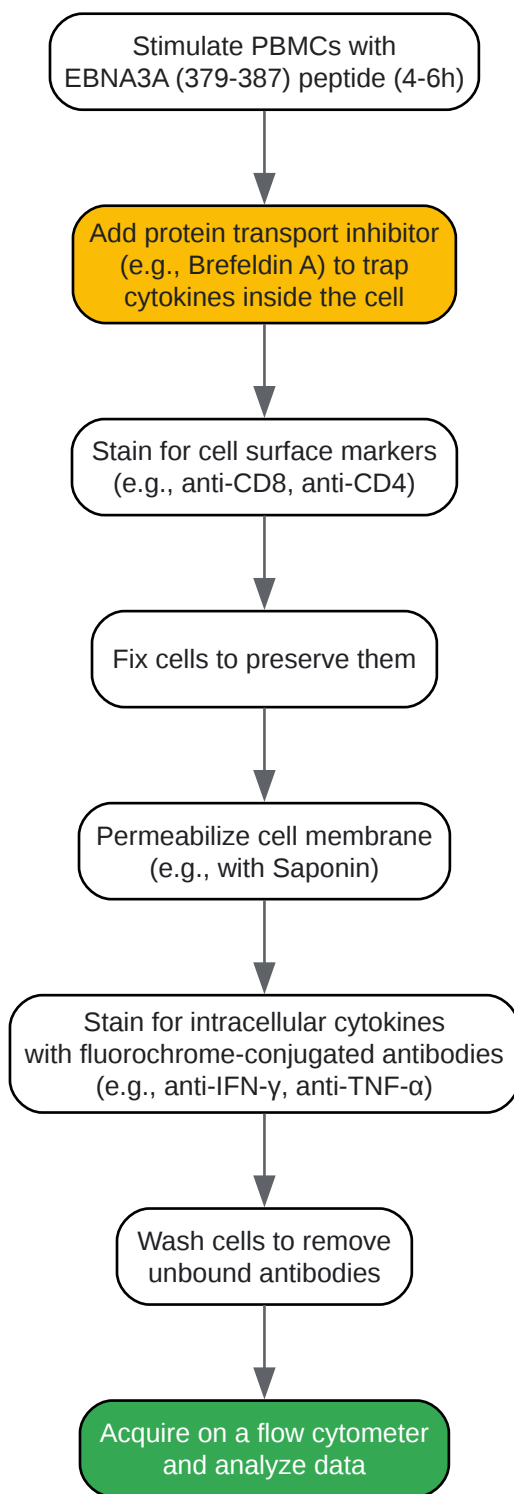 Stimulate PBMCs with
EBNA3A (379-387) peptide (4-6h)
Add protein transport inhibitor
(e.g., Brefeldin A) to trap
cytokines inside the cell
Stain for cell surface markers
(e.g., anti-CD8, anti-CD4)
Fix cells to preserve them
Permeabilize cell membrane
(e.g., with Saponin)
Stain for intracellular cytokines
with fluorochrome-conjugated antibodies
(e.g., anti-IFN-γ, anti-TNF-α)
Wash cells to remove
unbound antibodies
Acquire on a flow cytometer
and analyze data